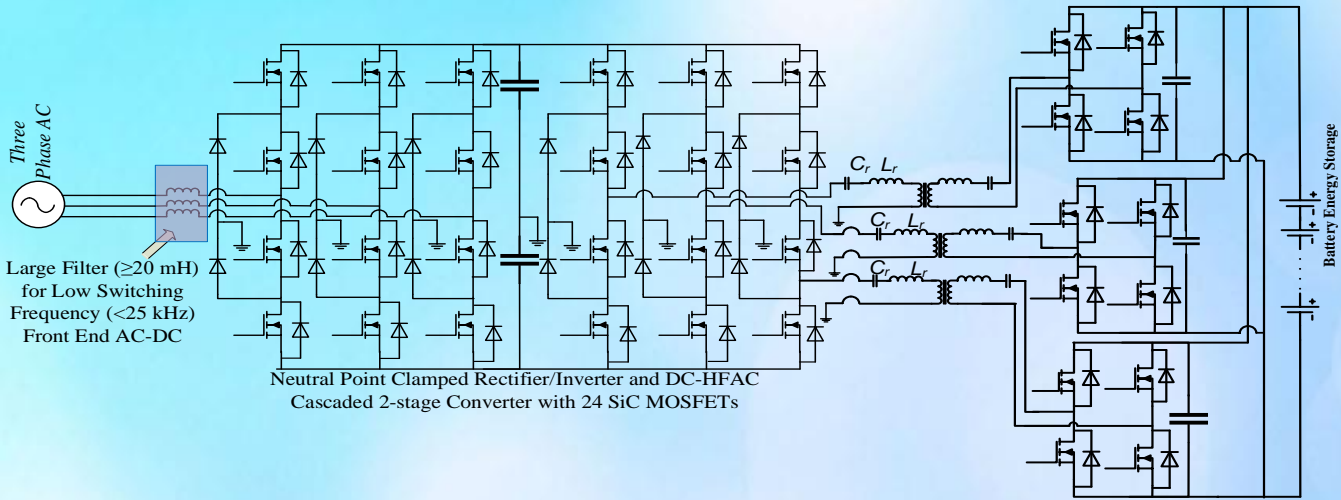 Three
Phase AC
Large Filter (≥20 mH)
for Low Switching
Frequency (<25 kHz)
Front End AC-DC
Neutral Point Clamped Rectifier/Inverter and DC-HFAC
Cascaded 2-stage Converter with 24 SiC MOSFETs
Cr Lr
Cr Lr
Cr Lr
Battery Energy Storage